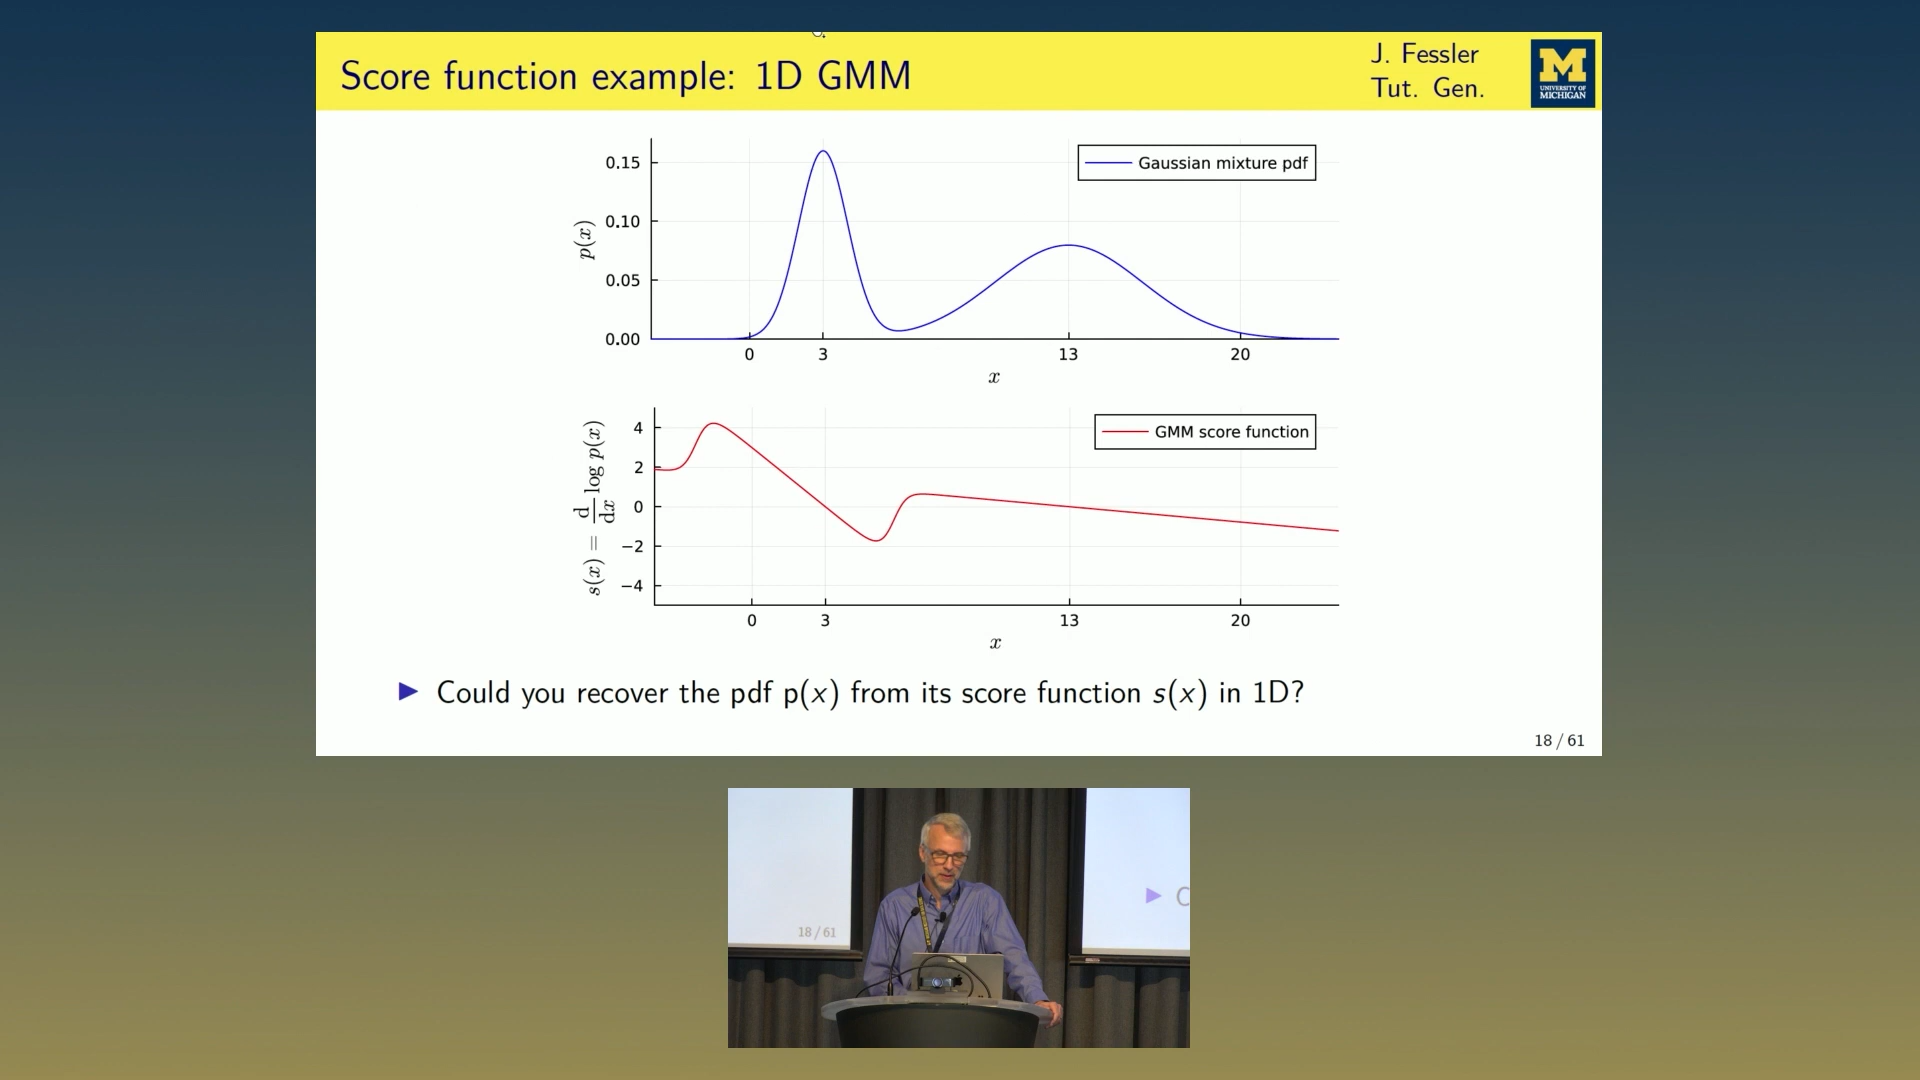 Score function example: 1D GMM
J. Fessler
Tut. Gen.
M
UNIVERSITY OF
MICHIGAN
0.15
0.10
0.05
0.00
p(x)
Gaussian mixture pdf
0 3 13 20
x
4
2
0
−2
−4
s(x) = d/dx log p(x)
GMM score function
0 3 13 20
x
▶ Could you recover the pdf p(x) from its score function s(x) in 1D?
18 / 61
18 / 61
▶ C